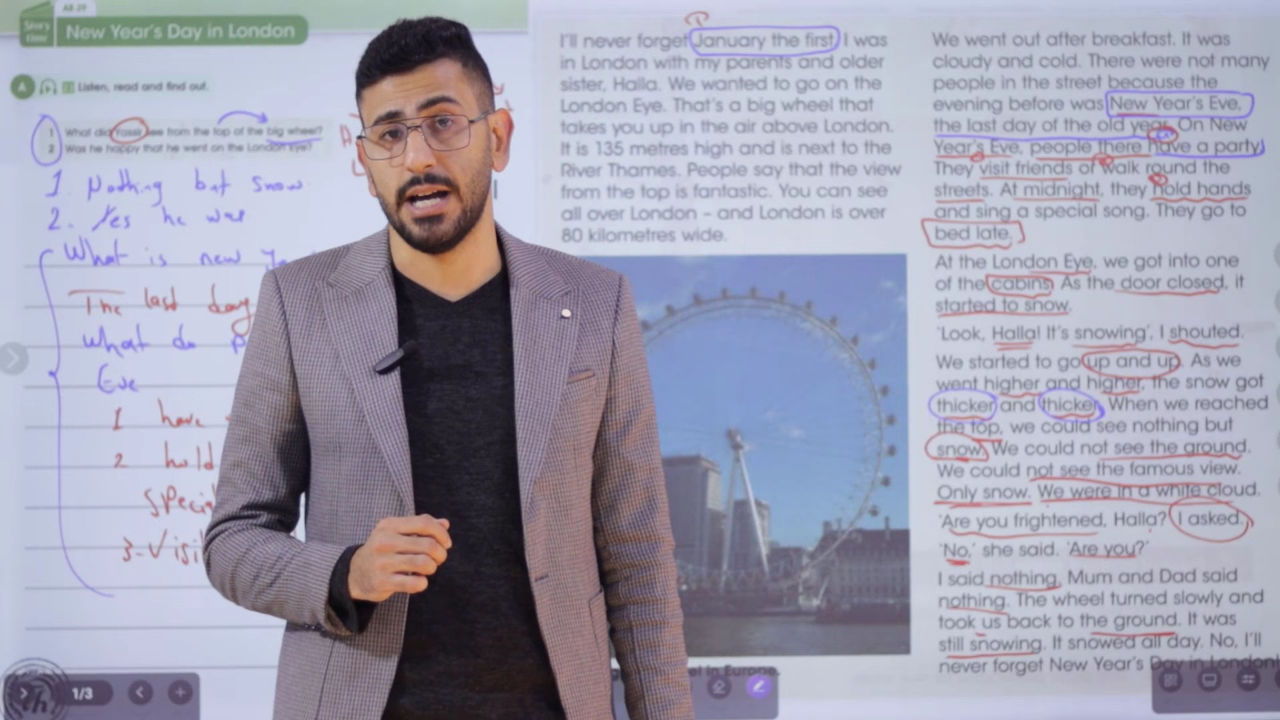 AB 29
Story time
New Year's Day in London
A Listen, read and find out.
1 What did see from the top of the big wheel?
2 Was he happy that he went on the London Eye?
1. Nothing but snow
2. Yes he was
What is new
The last day
What do
Eve
1 have
2 hold
3- Visi
I'll never forget January the first. I was
in London with my parents and older
sister, Halla. We wanted to go on the
London Eye. That's a big wheel that
takes you up in the air above London.
It is 135 metres high and is next to the
River Thames. People say that the view
from the top is fantastic. You can see
all over London – and London is over
80 kilometres wide.
in Europe.
We went out after breakfast. It was
cloudy and cold. There were not many
people in the street because the
evening before was New Year's Eve,
the last day of the old year. On New
Year's Eve, people there have a party.
They visit friends or walk round the
streets. At midnight, they hold hands
and sing a special song. They go to
bed late.
At the London Eye, we got into one
of the cabins. As the door closed, it
started to snow.
'Look, Halla! It's snowing', I shouted.
We started to go up and up. As we
went higher and higher, the snow got
thicker and thicker. When we reached
the top, we could see nothing but
snow. We could not see the ground.
We could not see the famous view.
Only snow. We were in a white cloud.
'Are you frightened, Halla? I asked.
'No,' she said. 'Are you?'
I said nothing, Mum and Dad said
nothing. The wheel turned slowly and
took us back to the ground. It was
still snowing. It snowed all day. No, I'll
never forget New Year's Day in London!
1/3